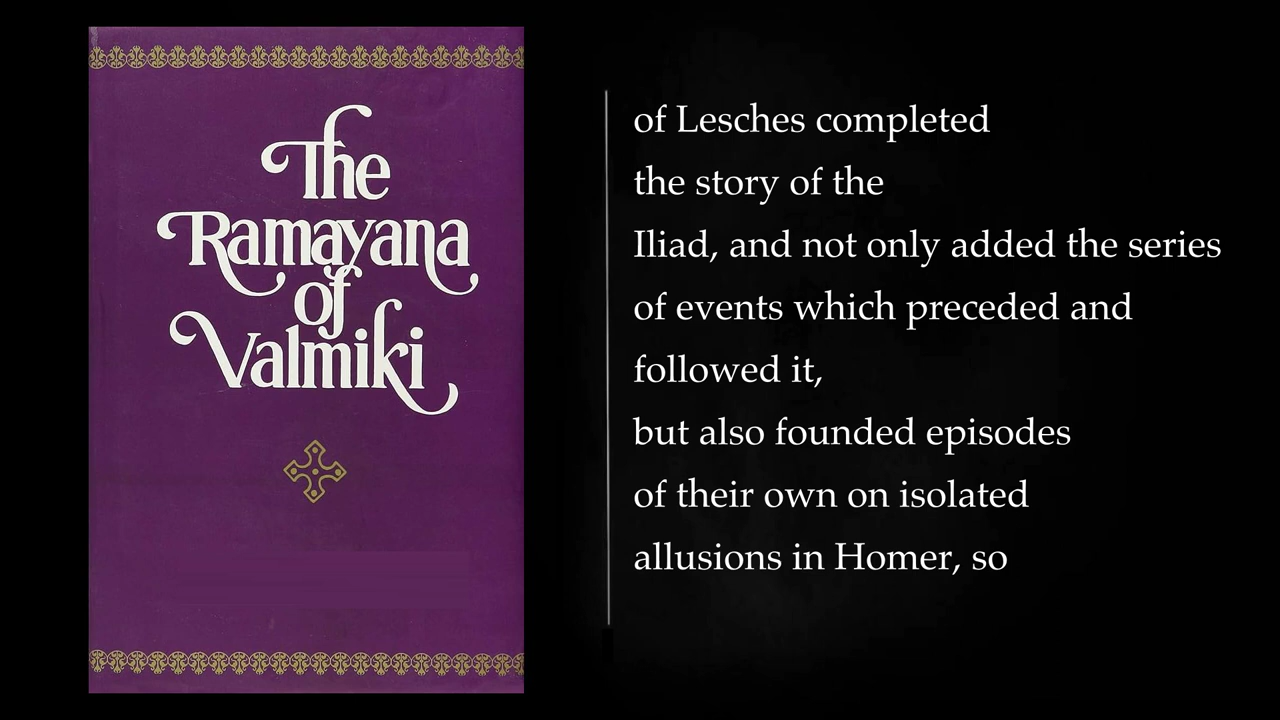 The
Ramayana
of
Valmiki
of Lesches completed
the story of the
Iliad, and not only added the series
of events which preceded and
followed it,
but also founded episodes
of their own on isolated
allusions in Homer, so